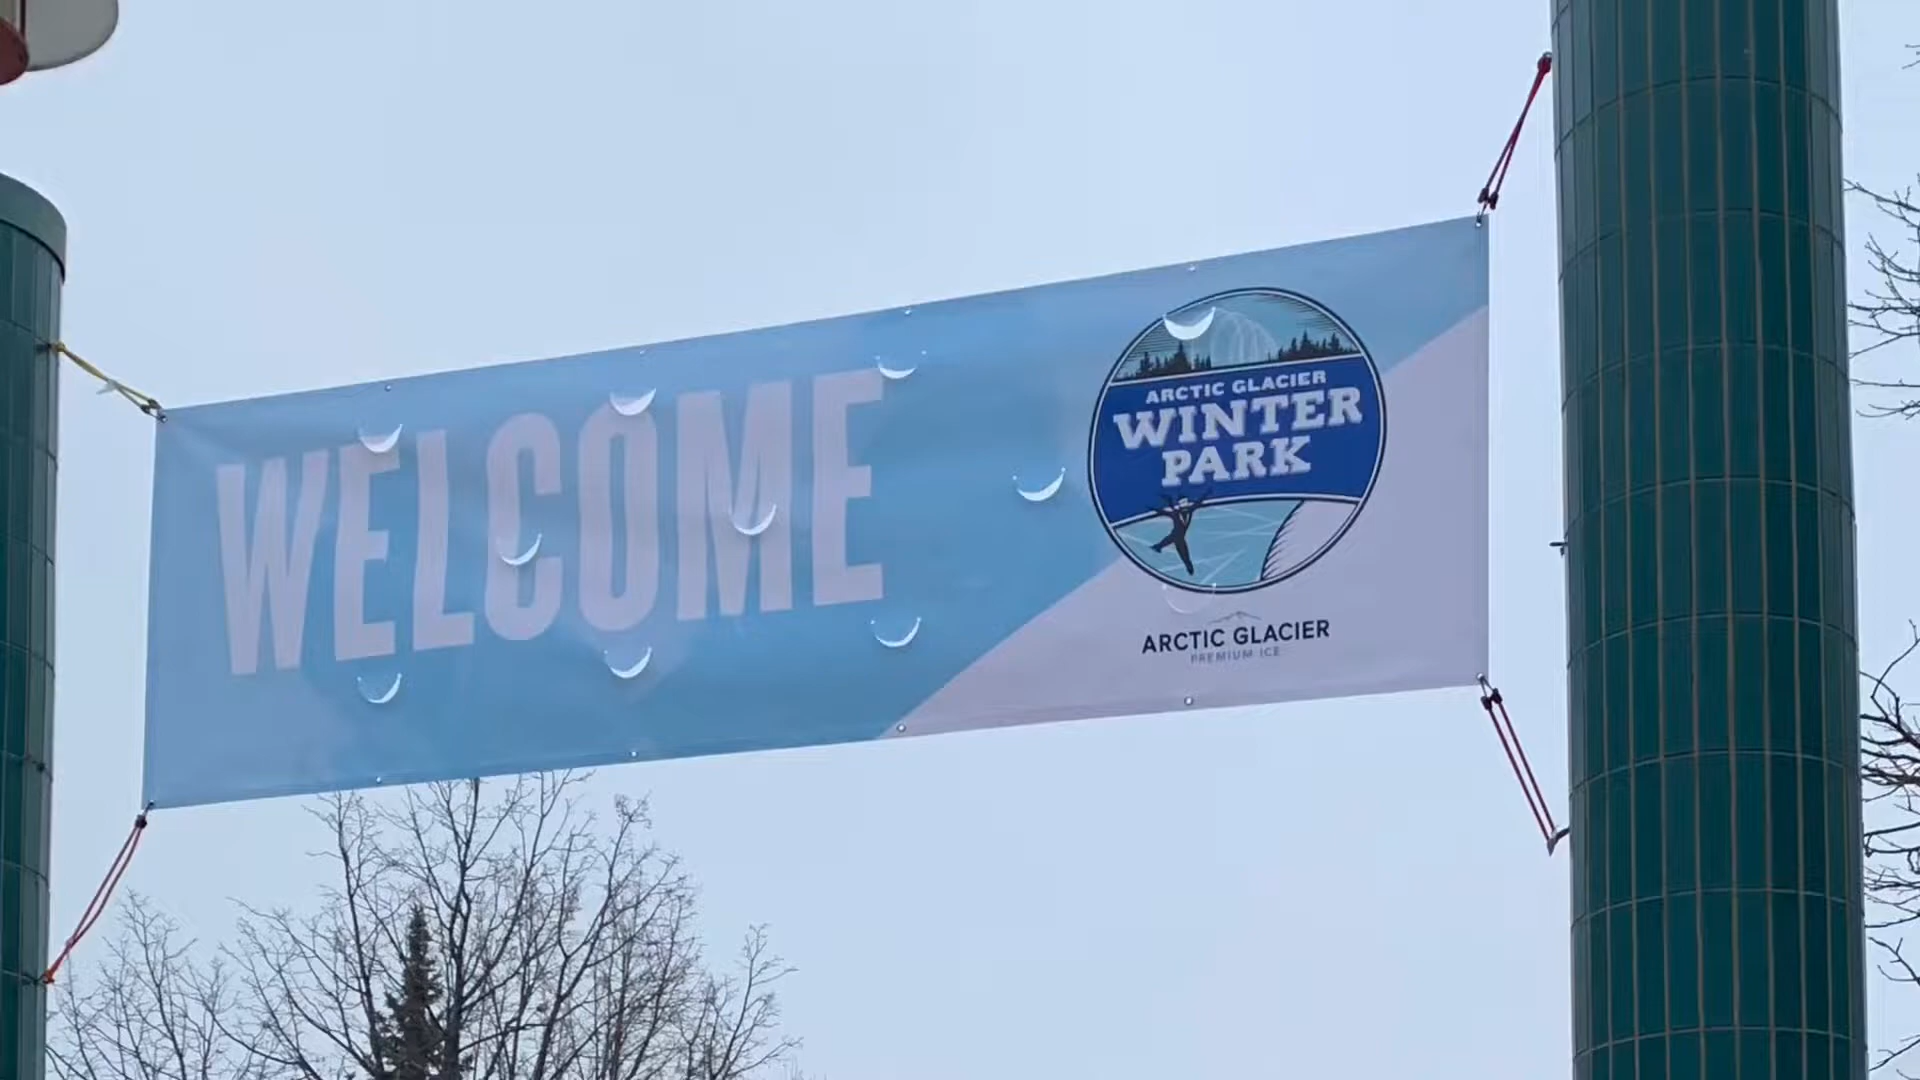 WELCOME
ARCTIC GLACIER
WINTER
PARK
ARCTIC GLACIER
PREMIUM ICE